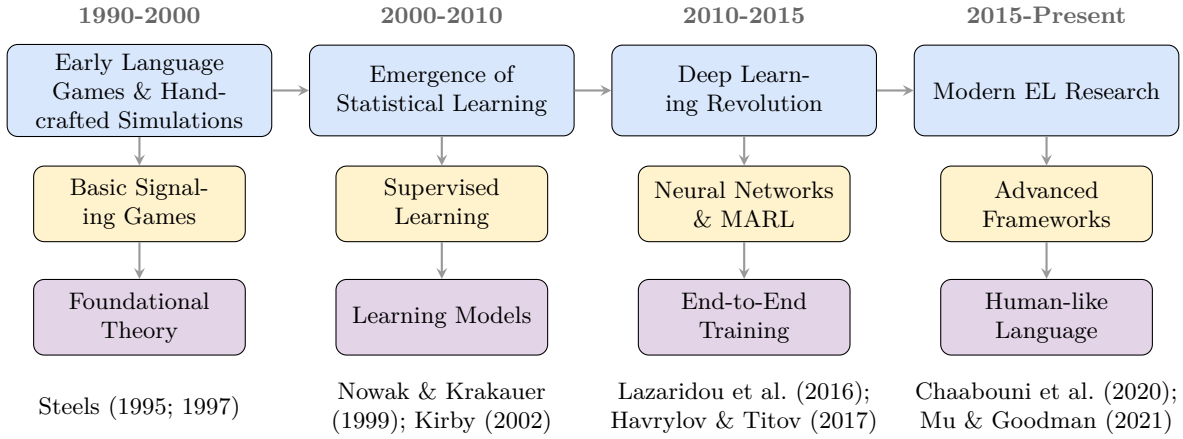 1990-2000
2000-2010
2010-2015
2015-Present
Early Language
Games & Hand-
crafted Simulations
Emergence of
Statistical Learning
Deep Learn-
ing Revolution
Modern EL Research
Basic Signal-
ing Games
Supervised
Learning
Neural Networks
& MARL
Advanced
Frameworks
Foundational
Theory
Learning Models
End-to-End
Training
Human-like
Language
Steels (1995; 1997)
Nowak & Krakauer
(1999); Kirby (2002)
Lazaridou et al. (2016);
Havrylov & Titov (2017)
Chaabouni et al. (2020);
Mu & Goodman (2021)